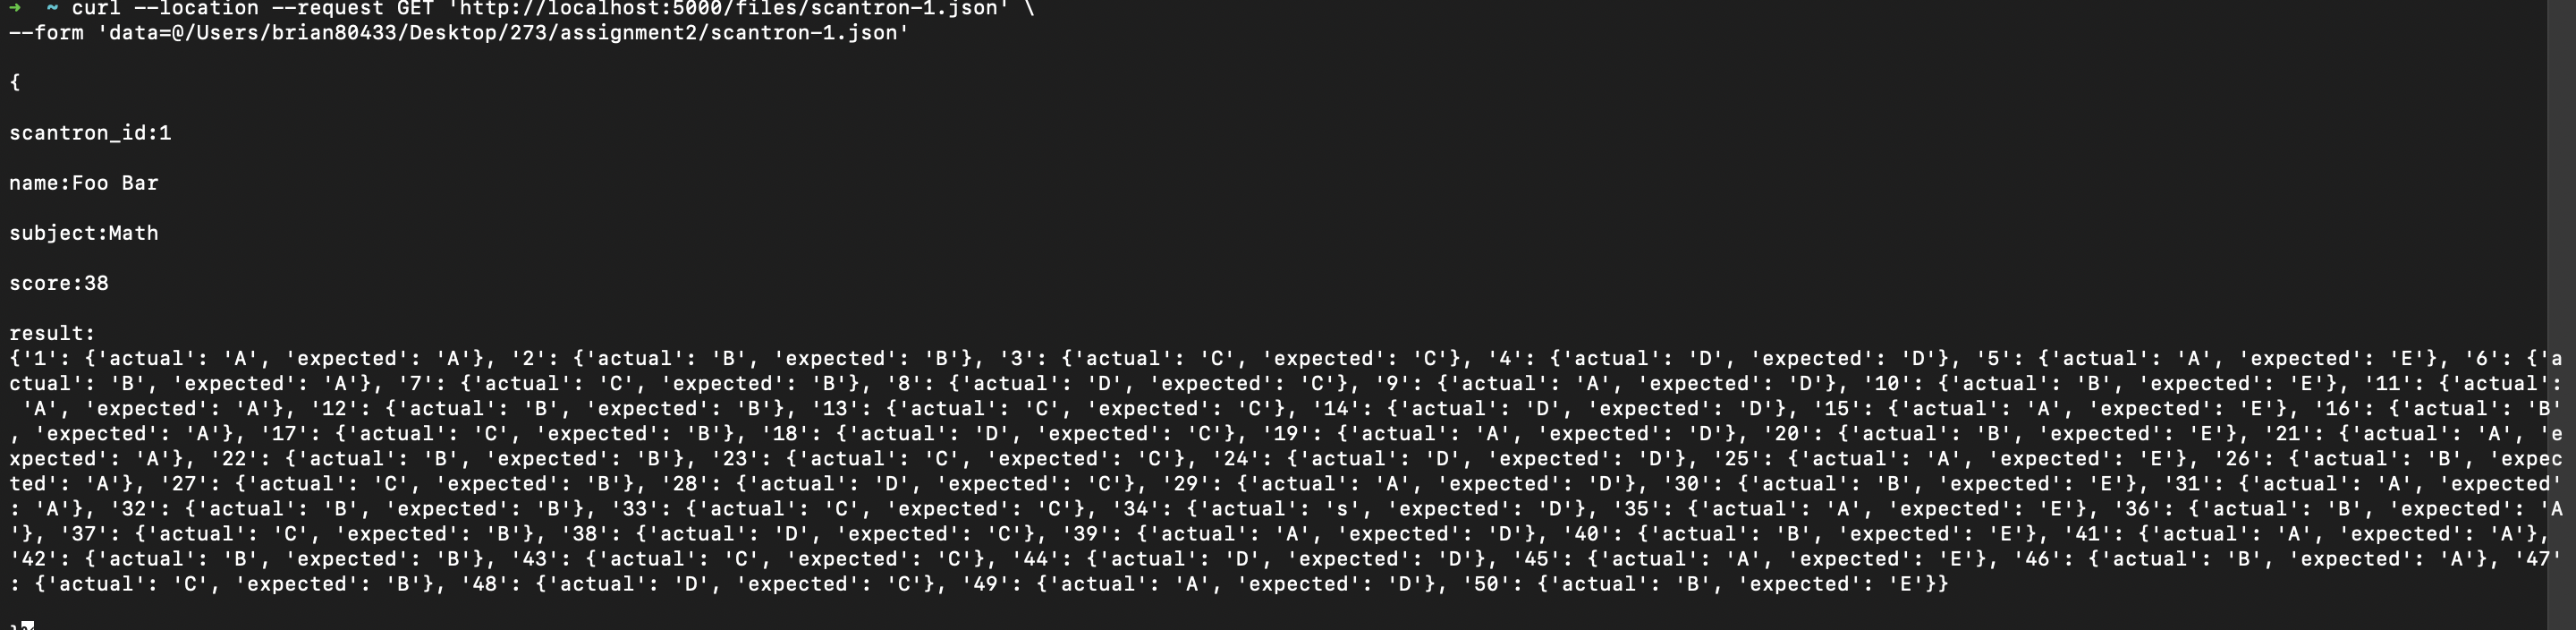 → ~ curl --location --request GET 'http://localhost:5000/files/scantron-1.json' \
--form 'data=@/Users/brian80433/Desktop/273/assignment2/scantron-1.json'
{
scantron_id:1
name:Foo Bar
subject:Math
score:38
result:
{'1': {'actual': 'A', 'expected': 'A'}, '2': {'actual': 'B', 'expected': 'B'}, '3': {'actual': 'C', 'expected': 'C'}, '4': {'actual': 'D', 'expected': 'D'}, '5': {'actual': 'A', 'expected': 'E'}, '6': {'a
ctual': 'B', 'expected': 'A'}, '7': {'actual': 'C', 'expected': 'B'}, '8': {'actual': 'D', 'expected': 'C'}, '9': {'actual': 'A', 'expected': 'D'}, '10': {'actual': 'B', 'expected': 'E'}, '11': {'actual':
 'A', 'expected': 'A'}, '12': {'actual': 'B', 'expected': 'B'}, '13': {'actual': 'C', 'expected': 'C'}, '14': {'actual': 'D', 'expected': 'D'}, '15': {'actual': 'A', 'expected': 'E'}, '16': {'actual': 'B'
, 'expected': 'A'}, '17': {'actual': 'C', 'expected': 'B'}, '18': {'actual': 'D', 'expected': 'C'}, '19': {'actual': 'A', 'expected': 'D'}, '20': {'actual': 'B', 'expected': 'E'}, '21': {'actual': 'A', 'e
xpected': 'A'}, '22': {'actual': 'B', 'expected': 'B'}, '23': {'actual': 'C', 'expected': 'C'}, '24': {'actual': 'D', 'expected': 'D'}, '25': {'actual': 'A', 'expected': 'E'}, '26': {'actual': 'B', 'expec
ted': 'A'}, '27': {'actual': 'C', 'expected': 'B'}, '28': {'actual': 'D', 'expected': 'C'}, '29': {'actual': 'A', 'expected': 'D'}, '30': {'actual': 'B', 'expected': 'E'}, '31': {'actual': 'A', 'expected'
: 'A'}, '32': {'actual': 'B', 'expected': 'B'}, '33': {'actual': 'C', 'expected': 'C'}, '34': {'actual': 's', 'expected': 'D'}, '35': {'actual': 'A', 'expected': 'E'}, '36': {'actual': 'B', 'expected': 'A
'}, '37': {'actual': 'C', 'expected': 'B'}, '38': {'actual': 'D', 'expected': 'C'}, '39': {'actual': 'A', 'expected': 'D'}, '40': {'actual': 'B', 'expected': 'E'}, '41': {'actual': 'A', 'expected': 'A'},
'42': {'actual': 'B', 'expected': 'B'}, '43': {'actual': 'C', 'expected': 'C'}, '44': {'actual': 'D', 'expected': 'D'}, '45': {'actual': 'A', 'expected': 'E'}, '46': {'actual': 'B', 'expected': 'A'}, '47'
: {'actual': 'C', 'expected': 'B'}, '48': {'actual': 'D', 'expected': 'C'}, '49': {'actual': 'A', 'expected': 'D'}, '50': {'actual': 'B', 'expected': 'E'}}